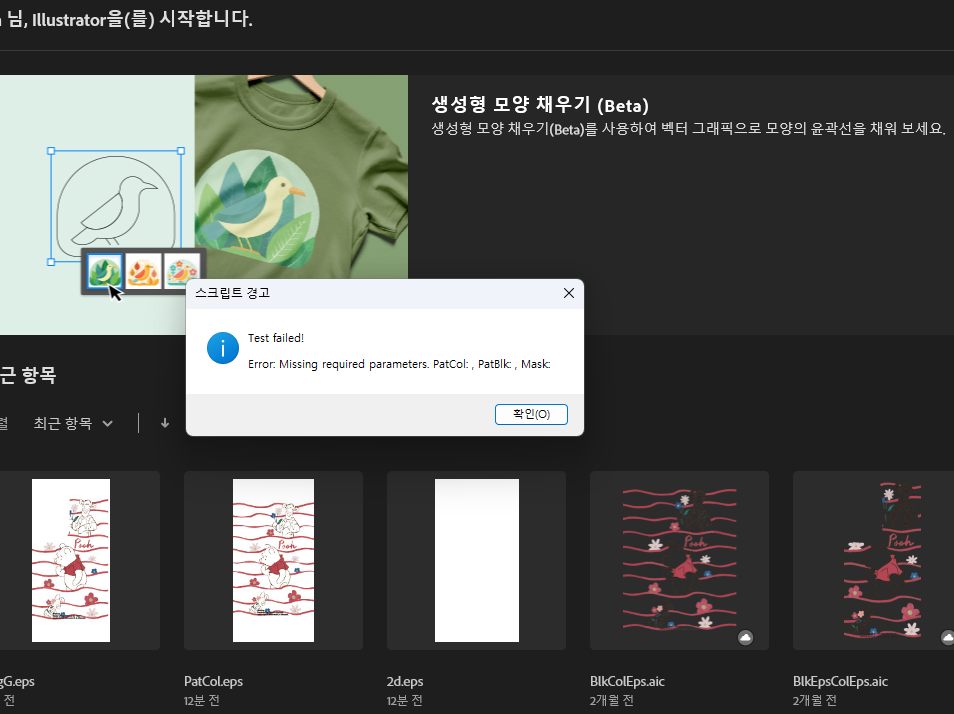 님, Illustrator을(를) 시작합니다.
생성형 모양 채우기 (Beta)
생성형 모양 채우기(Beta)를 사용하여 벡터 그래픽으로 모양의 윤곽선을 채워 보세요.
스크립트 경고
Test failed!
Error: Missing required parameters. PatCol: , PatBlk: , Mask:
확인(O)
근 항목
렬 최근 항목
Pooh
Pooh
Pooh
Pooh
gG.eps
전
PatCol.eps
12분 전
2d.eps
12분 전
BlkColEps.aic
2개월 전
BlkEpsColEps.aic
2개월 전